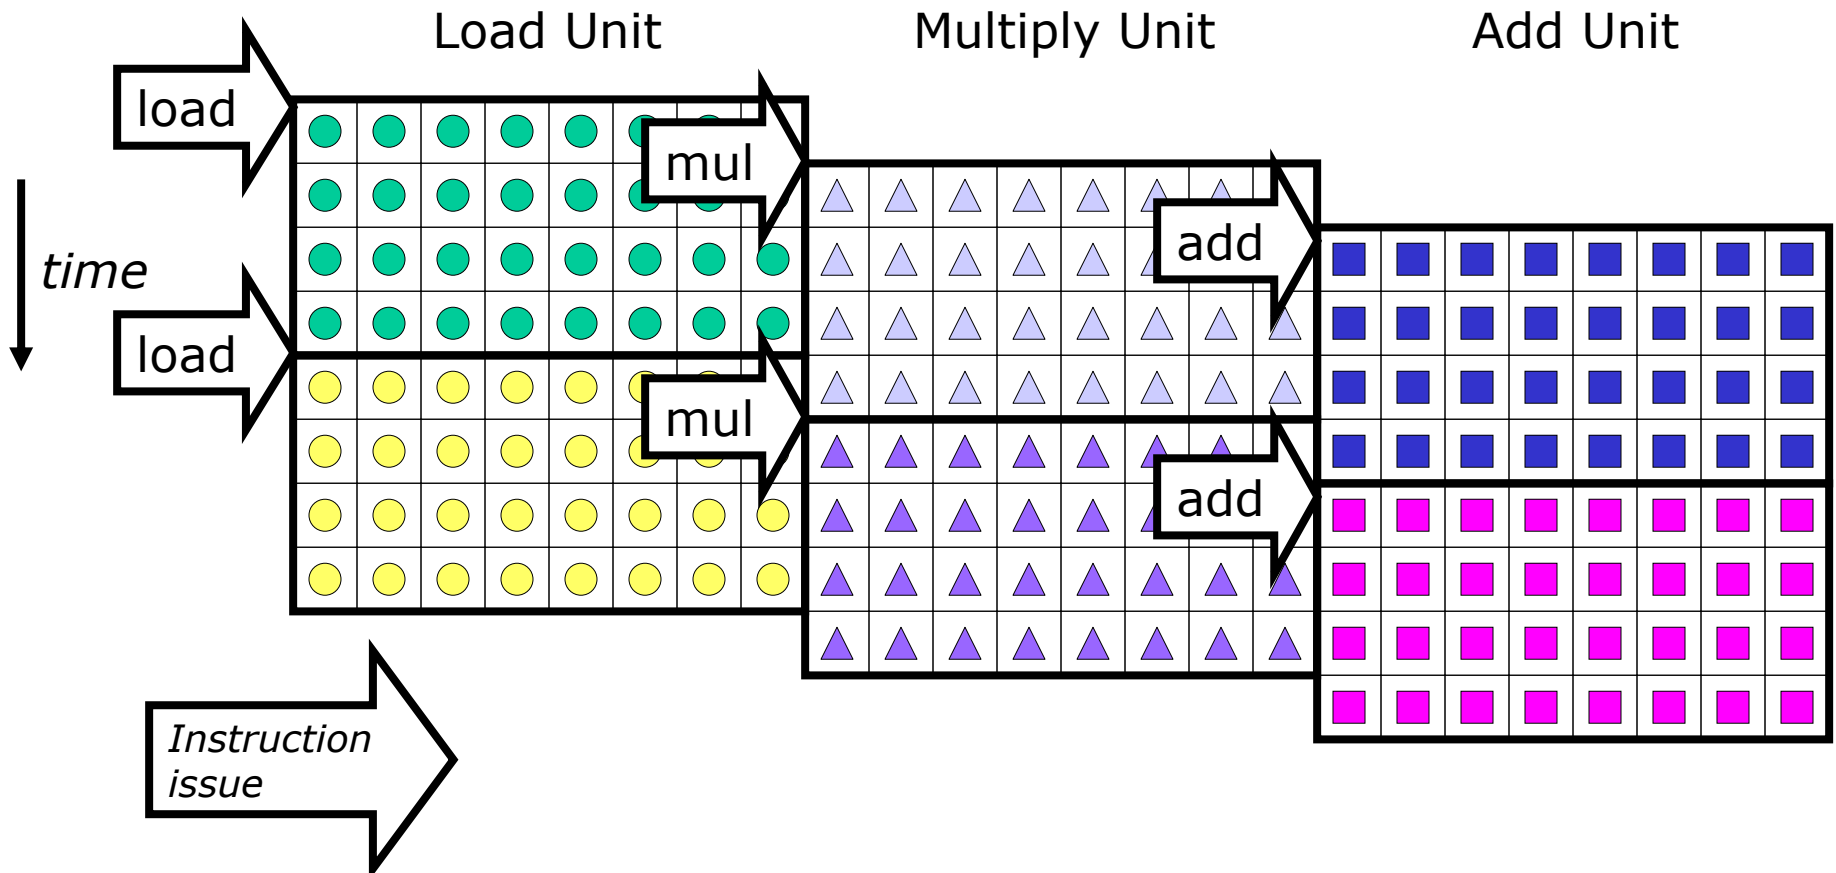 Load Unit
Multiply Unit
Add Unit
load
mul
add
time
load
mul
add
Instruction
issue